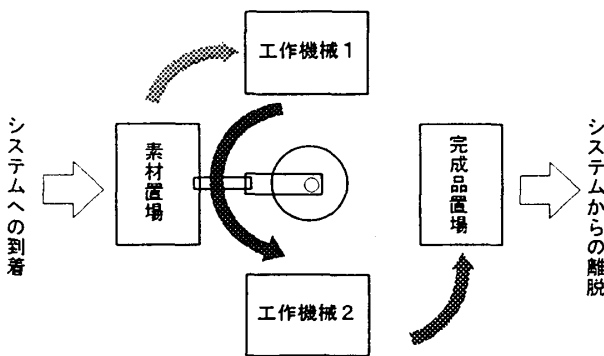 システムへの到着
素材置場
工作機械1
工作機械2
完成品置場
システムからの離脱